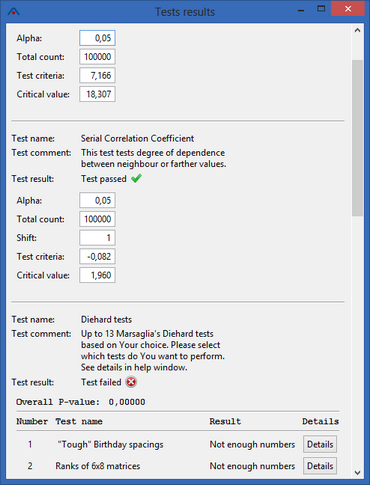 Tests results
Alpha: 0,05
Total count: 100000
Test criteria: 7,166
Critical value: 18,307
Test name: Serial Correlation Coefficient
Test comment: This test tests degree of dependence
between neighbour or farther values.
Test result: Test passed
Alpha: 0,05
Total count: 100000
Shift: 1
Test criteria: -0,082
Critical value: 1,960
Test name: Diehard tests
Test comment: Up to 13 Marsaglia's Diehard tests
based on Your choice. Please select
which tests do You want to perform.
See details in help window.
Test result: Test failed
Overall P-value: 0,00000
Number Test name Result Details
1 "Tough" Birthday spacings Not enough numbers Details
2 Ranks of 6x8 matrices Not enough numbers Details